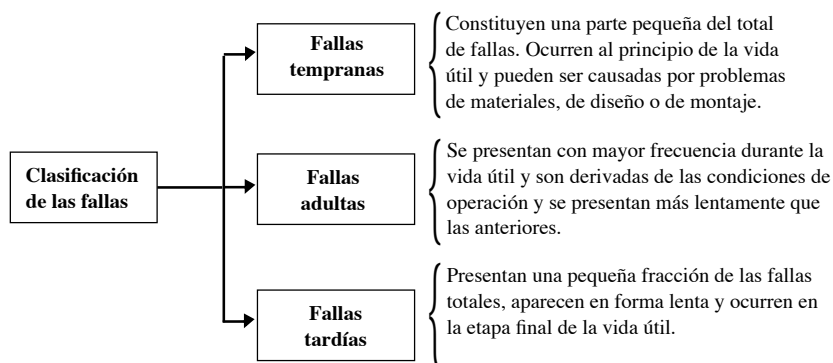 Clasificación
de las fallas
Fallas
tempranas
Constituyen una parte pequeña del total
de fallas. Ocurren al principio de la vida
útil y pueden ser causadas por problemas
de materiales, de diseño o de montaje.
Fallas
adultas
Se presentan con mayor frecuencia durante la
vida útil y son derivadas de las condiciones de
operación y se presentan más lentamente que
las anteriores.
Fallas
tardías
Presentan una pequeña fracción de las fallas
totales, aparecen en forma lenta y ocurren en
la etapa final de la vida útil.